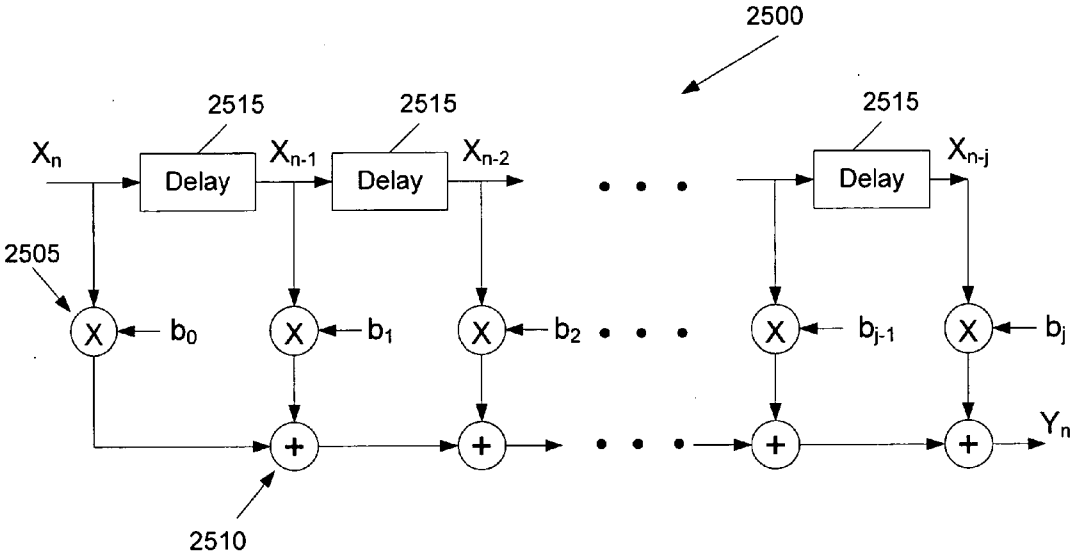 2500
2515 2515 2515
Xn Xn-1 Xn-2 Xn-j
Delay Delay • • • Delay
2505
X b0 X b1 X b2 • • • X bj-1 X bj
+ + • • • + + Yn
2510